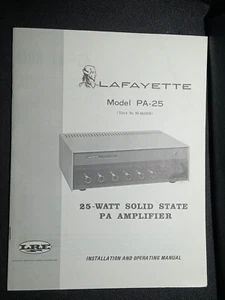 LAFAYETTE
Model PA-25
25-WATT SOLID STATE
PA AMPLIFIER
LRE
INSTALLATION AND OPERATING MANUAL